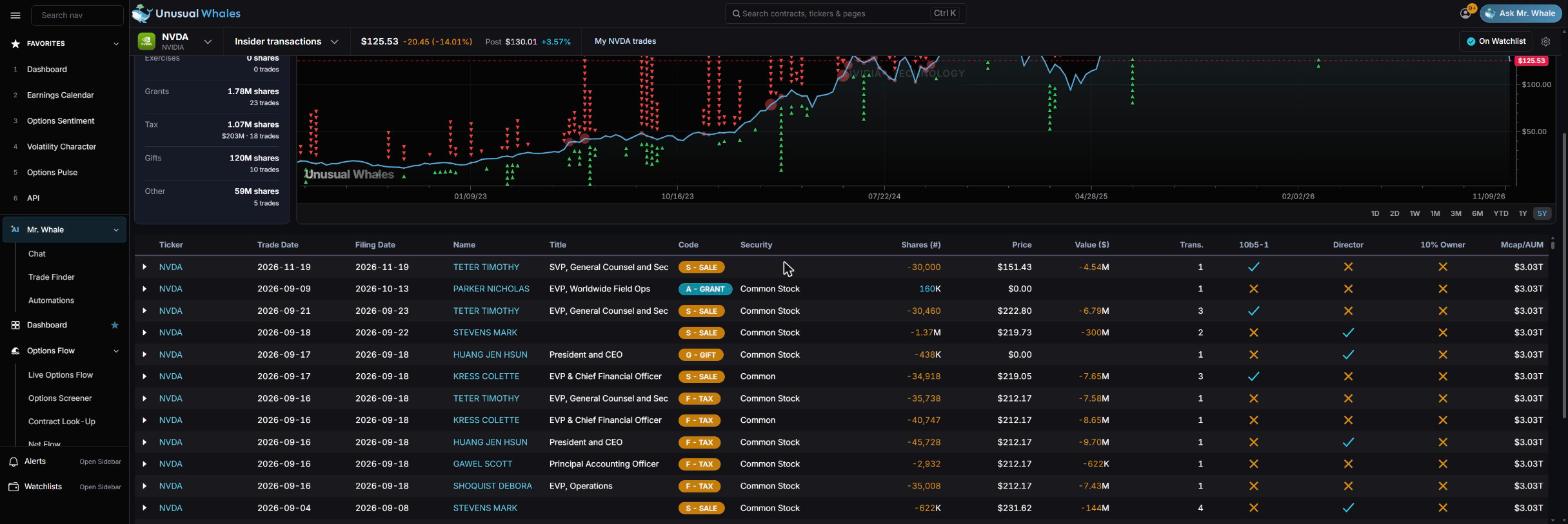 Search nav
Unusual Whales
Search contracts, tickers & pages Ctrl K
9+
Ask Mr. Whale
FAVORITES
1 Dashboard
2 Earnings Calendar
3 Options Sentiment
4 Volatility Character
5 Options Pulse
6 API
AI Mr. Whale
Chat
Trade Finder
Automations
Dashboard
Options Flow
Live Options Flow
Options Screener
Contract Look-Up
Net Flow
Alerts Open Sidebar
Watchlists Open Sidebar
NVDA
NVIDIA
Insider transactions
$125.53 -20.45 (-14.01%) Post $130.01 +3.57%
My NVDA trades
On Watchlist
Exercises 0 shares
0 trades
Grants 1.78M shares
23 trades
Tax 1.07M shares
$203M · 18 trades
Gifts 120M shares
10 trades
Other 59M shares
5 trades
$125.53
$100.00
$50.00
Unusual Whales
01/09/23 10/16/23 07/22/24 04/28/25 02/02/26 11/09/26
1D 2D 1W 1M 3M 6M YTD 1Y 5Y
Ticker Trade Date Filing Date Name Title Code Security Shares (#) Price Value ($) Trans. 10b5-1 Director 10% Owner Mcap/AUM
NVDA 2026-11-19 2026-11-19 TETER TIMOTHY SVP, General Counsel and Sec S - SALE -30,000 $151.43 -4.54M 1 $3.03T
NVDA 2026-09-09 2026-10-13 PARKER NICHOLAS EVP, Worldwide Field Ops A - GRANT Common Stock 160K $0.00 1 $3.03T
NVDA 2026-09-21 2026-09-23 TETER TIMOTHY EVP, General Counsel and Sec S - SALE Common Stock -30,460 $222.80 -6.79M 3 $3.03T
NVDA 2026-09-18 2026-09-22 STEVENS MARK S - SALE Common Stock -1.37M $219.73 -300M 2 $3.03T
NVDA 2026-09-17 2026-09-18 HUANG JEN HSUN President and CEO G - GIFT Common Stock -438K $0.00 1 $3.03T
NVDA 2026-09-17 2026-09-18 KRESS COLETTE EVP & Chief Financial Officer S - SALE Common -34,918 $219.05 -7.65M 3 $3.03T
NVDA 2026-09-16 2026-09-18 TETER TIMOTHY EVP, General Counsel and Sec F - TAX Common Stock -35,738 $212.17 -7.58M 1 $3.03T
NVDA 2026-09-16 2026-09-18 KRESS COLETTE EVP & Chief Financial Officer F - TAX Common -40,747 $212.17 -8.65M 1 $3.03T
NVDA 2026-09-16 2026-09-18 HUANG JEN HSUN President and CEO F - TAX Common Stock -45,728 $212.17 -9.70M 1 $3.03T
NVDA 2026-09-16 2026-09-18 GAWEL SCOTT Principal Accounting Officer F - TAX Common Stock -2,932 $212.17 -622K 1 $3.03T
NVDA 2026-09-16 2026-09-18 SHOQUIST DEBORA EVP, Operations F - TAX Common Stock -35,008 $212.17 -7.43M 1 $3.03T
NVDA 2026-09-04 2026-09-08 STEVENS MARK S - SALE Common Stock -622K $231.62 -144M 4 $3.03T